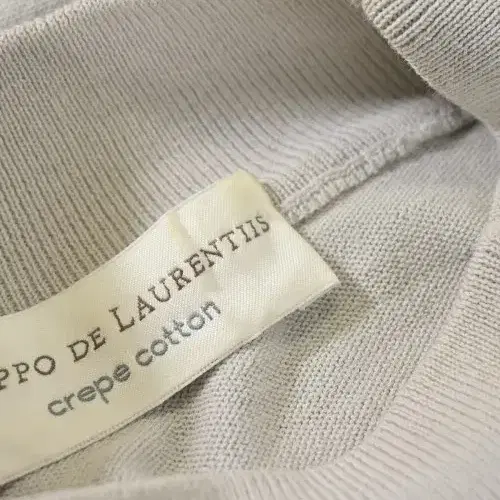 PPO DE LAURENTIIS
crepe cotton